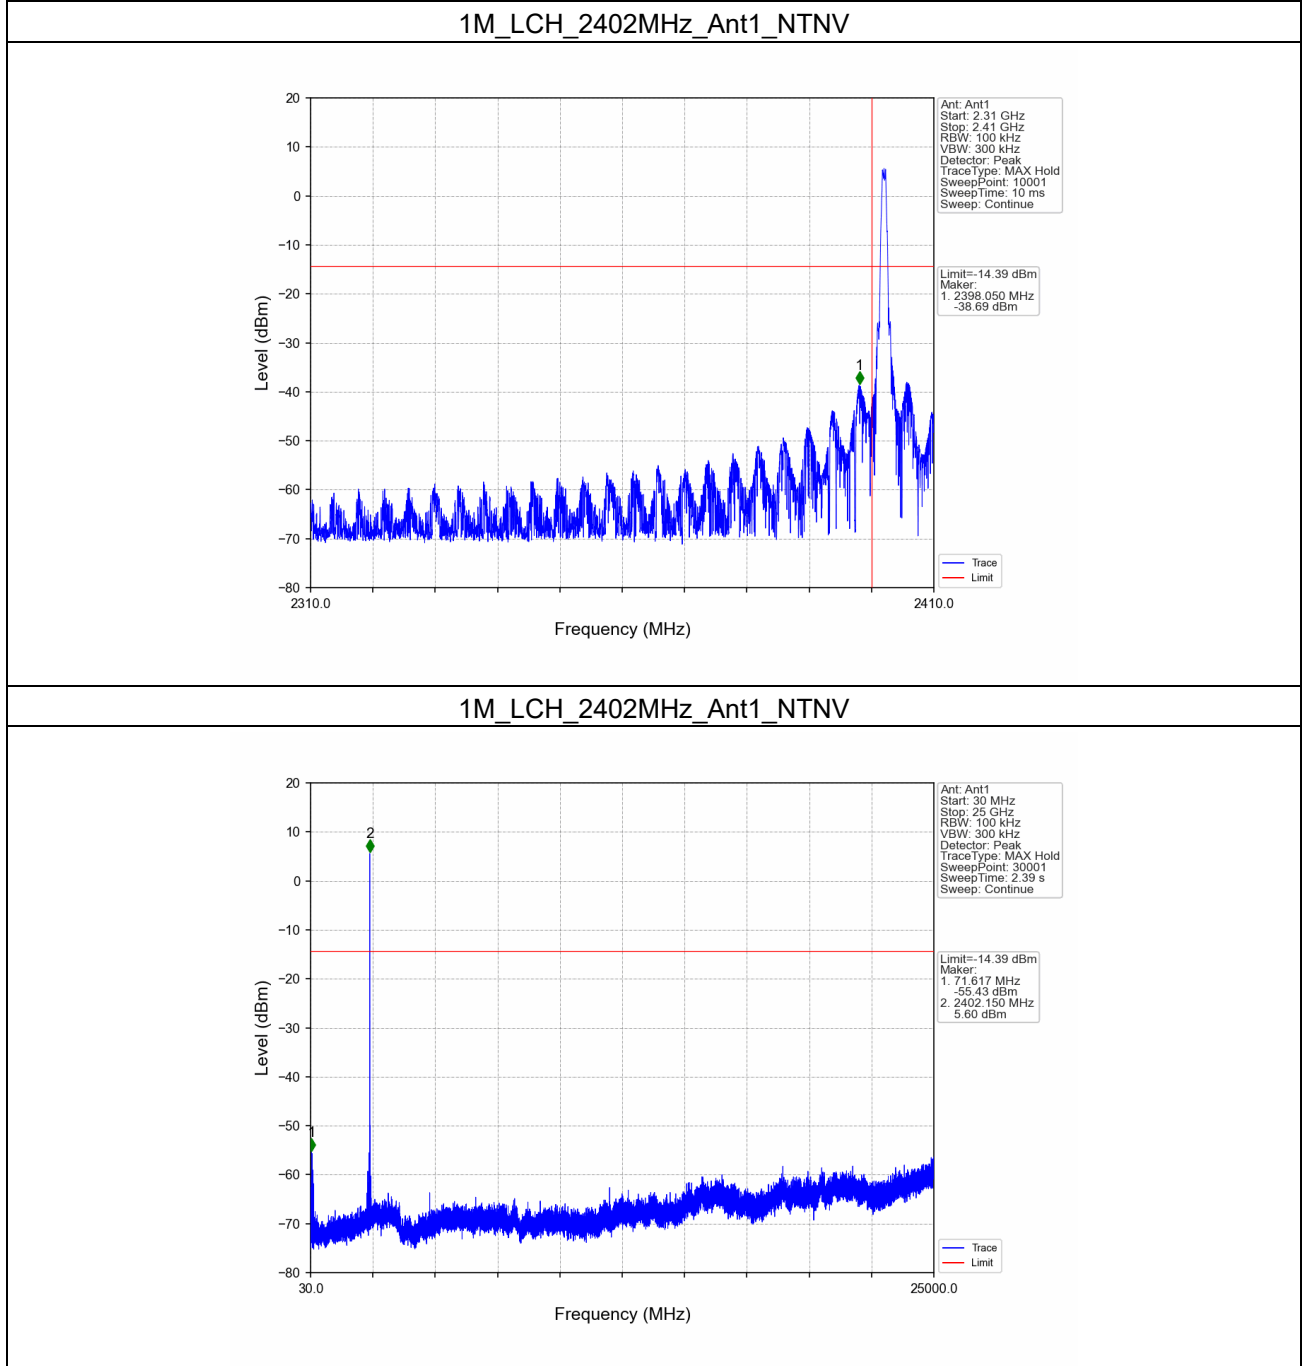 1M_LCH_2402MHz_Ant1_NTNV
20
10
0
−10
−20
−30
−40
−50
−60
−70
−80
Level (dBm)
2310.0
2410.0
Frequency (MHz)
1
Ant: Ant1
Start: 2.31 GHz
Stop: 2.41 GHz
RBW: 100 kHz
VBW: 300 kHz
Detector: Peak
TraceType: MAX Hold
SweepPoint: 10001
SweepTime: 10 ms
Sweep: Continue
Limit=-14.39 dBm
Maker:
1. 2398.050 MHz
-38.69 dBm
Trace
Limit
1M_LCH_2402MHz_Ant1_NTNV
20
10
0
−10
−20
−30
−40
−50
−60
−70
−80
Level (dBm)
30.0
25000.0
Frequency (MHz)
1
2
Ant: Ant1
Start: 30 MHz
Stop: 25 GHz
RBW: 100 kHz
VBW: 300 kHz
Detector: Peak
TraceType: MAX Hold
SweepPoint: 30001
SweepTime: 2.39 s
Sweep: Continue
Limit=-14.39 dBm
Maker:
1. 71.617 MHz
-55.43 dBm
2. 2402.150 MHz
5.60 dBm
Trace
Limit